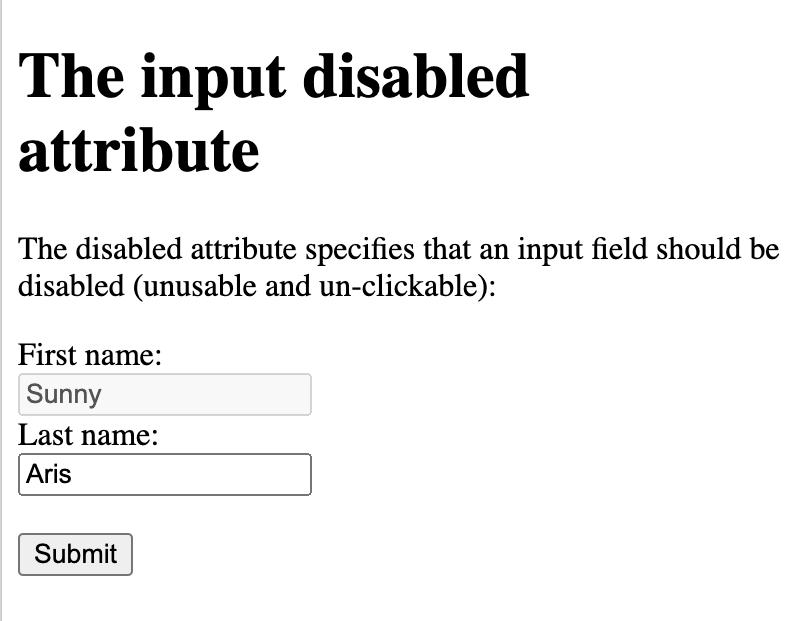 The input disabled
attribute
The disabled attribute specifies that an input field should be
disabled (unusable and un-clickable):
First name:
Sunny
Last name:
Aris
Submit